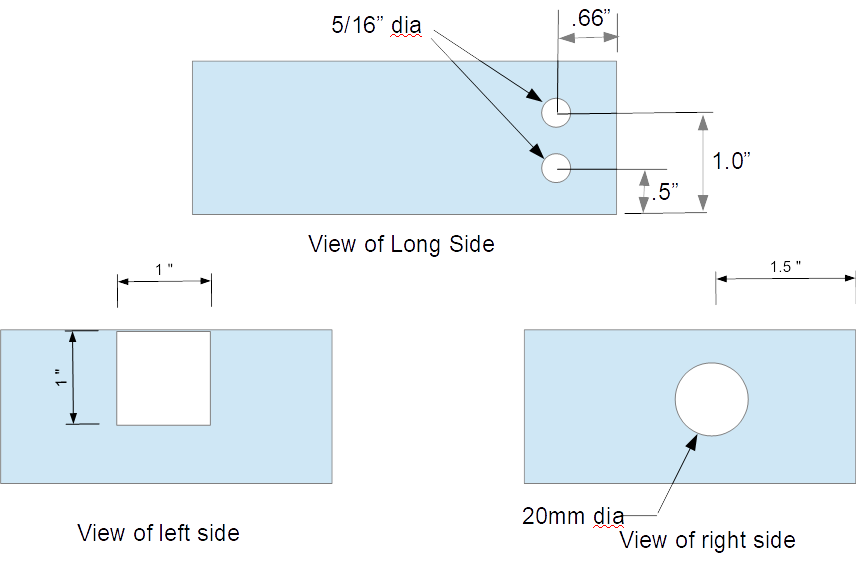 .66”
5/16” dia
1.0”
.5”
View of Long Side
1 "
1.5 "
1 "
20mm dia
View of left side
View of right side